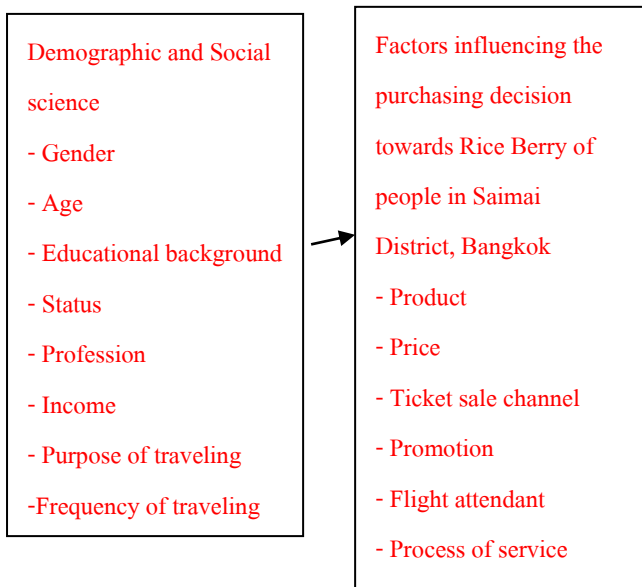 Demographic and Social
science
- Gender
- Age
- Educational background
- Status
- Profession
- Income
- Purpose of traveling
-Frequency of traveling
Factors influencing the
purchasing decision
towards Rice Berry of
people in Saimai
District, Bangkok
- Product
- Price
- Ticket sale channel
- Promotion
- Flight attendant
- Process of service